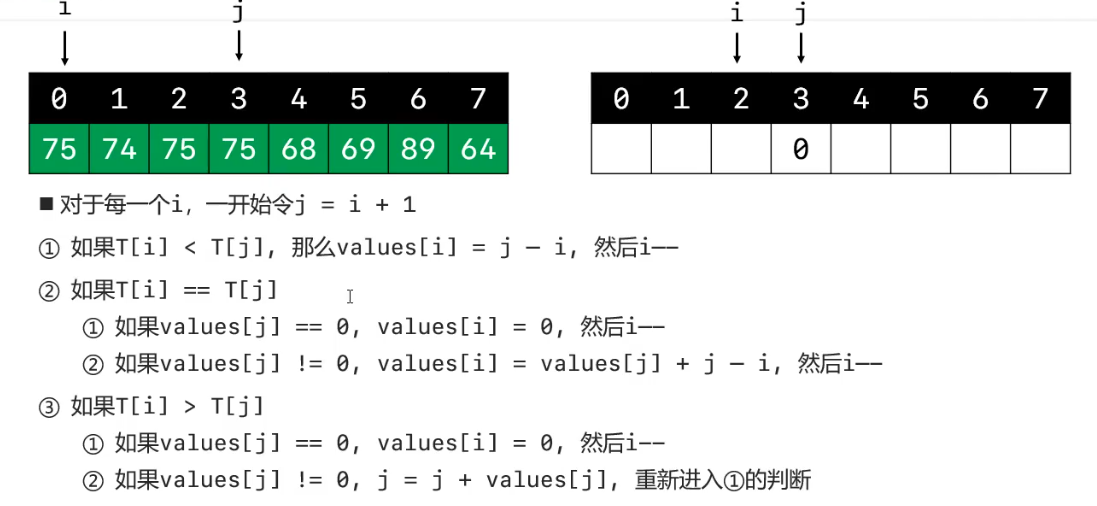 i j i j
0 1 2 3 4 5 6 7 0 1 2 3 4 5 6 7
75 74 75 75 68 69 89 64 0
■ 对于每一个i，一开始令j = i + 1
① 如果T[i] < T[j]，那么values[i] = j – i，然后i––
② 如果T[i] == T[j]
① 如果values[j] == 0，values[i] = 0，然后i––
② 如果values[j] != 0，values[i] = values[j] + j – i，然后i––
③ 如果T[i] > T[j]
① 如果values[j] == 0，values[i] = 0，然后i––
② 如果values[j] != 0，j = j + values[j]，重新进入①的判断